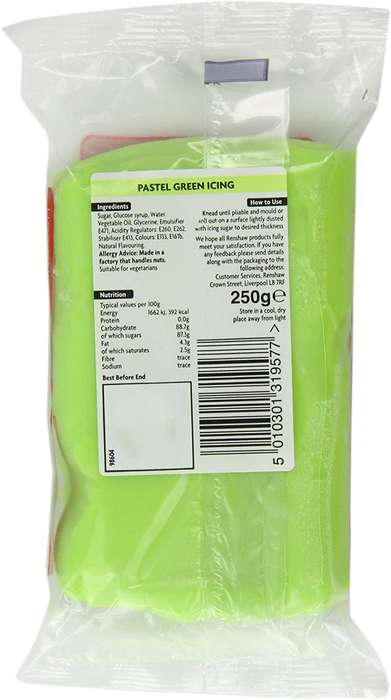 PASTEL GREEN ICING
Ingredients
Sugar, Glucose syrup, Water
Vegetable Oil, Glycerine, Emulsifier
E471, Acidity Regulators: E260, E262,
Stabiliser E413, Colours: E133, E161b,
Natural Flavouring.
Allergy Advice: Made in a
factory that handles nuts.
Suitable for vegetarians
How to Use
Knead until pliable and mould or
roll out on a surface lightly dusted
with icing sugar to desired thickness
We hope all Renshaw products fully
meet your satisfaction. If you have
any feedback please send details
along with the packaging to the
following address:
Customer Services, Renshaw
Crown Street, Liverpool L8 7RF
250g℮
Store in a cool, dry
place away from light
Nutrition
Typical values per 100g
Energy 1662 kj, 392 kcal
Protein 0.0g
Carbohydrate 88.7g
of which sugars 87.3g
Fat 4.3g
of which saturates 2.5g
Fibre trace
Sodium trace
Best Before End
98604
5 010301 319577 >